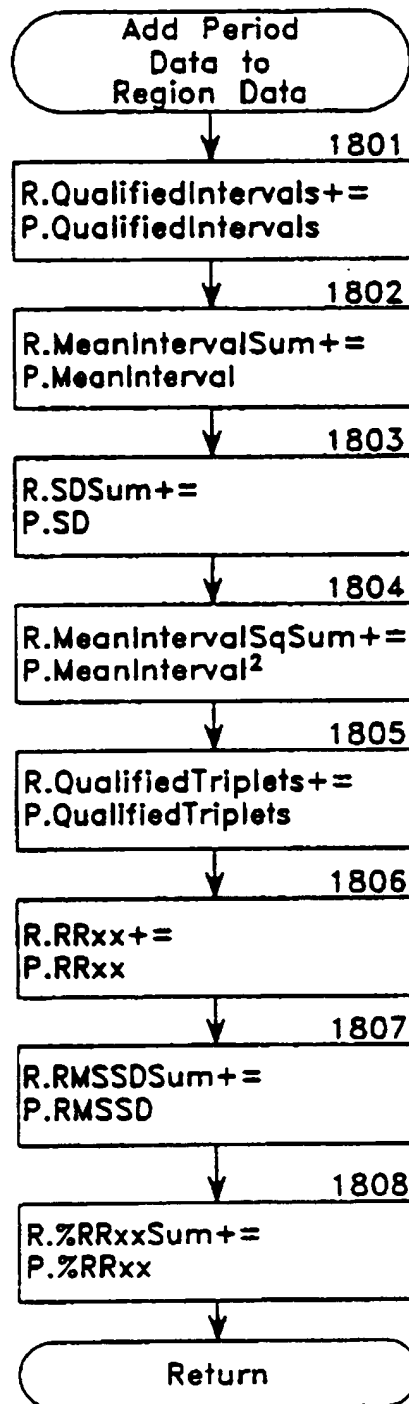 Add Period
Data to
Region Data
1801
R.QualifiedIntervals+=
P.QualifiedIntervals
1802
R.MeanIntervalSum+=
P.MeanInterval
1803
R.SDSum+=
P.SD
1804
R.MeanIntervalSqSum+=
P.MeanInterval²
1805
R.QualifiedTriplets+=
P.QualifiedTriplets
1806
R.RRxx+=
P.RRxx
1807
R.RMSSDSum+=
P.RMSSD
1808
R.%RRxxSum+=
P.%RRxx
Return